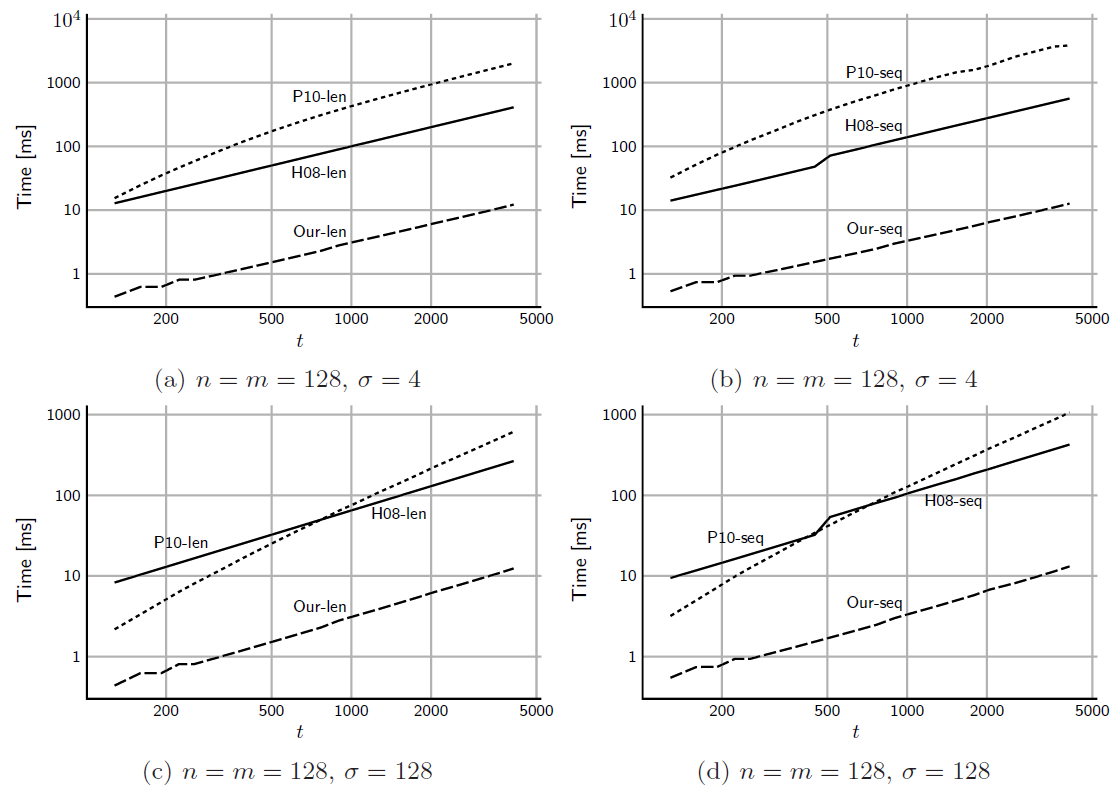 10⁴
1000
100
10
1
Time [ms]
P10-len
H08-len
Our-len
200 500 1000 2000 5000
t
(a) n = m = 128, σ = 4
10⁴
1000
100
10
1
Time [ms]
P10-seq
H08-seq
Our-seq
200 500 1000 2000 5000
t
(b) n = m = 128, σ = 4
1000
100
10
1
Time [ms]
P10-len
H08-len
Our-len
200 500 1000 2000 5000
t
(c) n = m = 128, σ = 128
1000
100
10
1
Time [ms]
P10-seq
H08-seq
Our-seq
200 500 1000 2000 5000
t
(d) n = m = 128, σ = 128